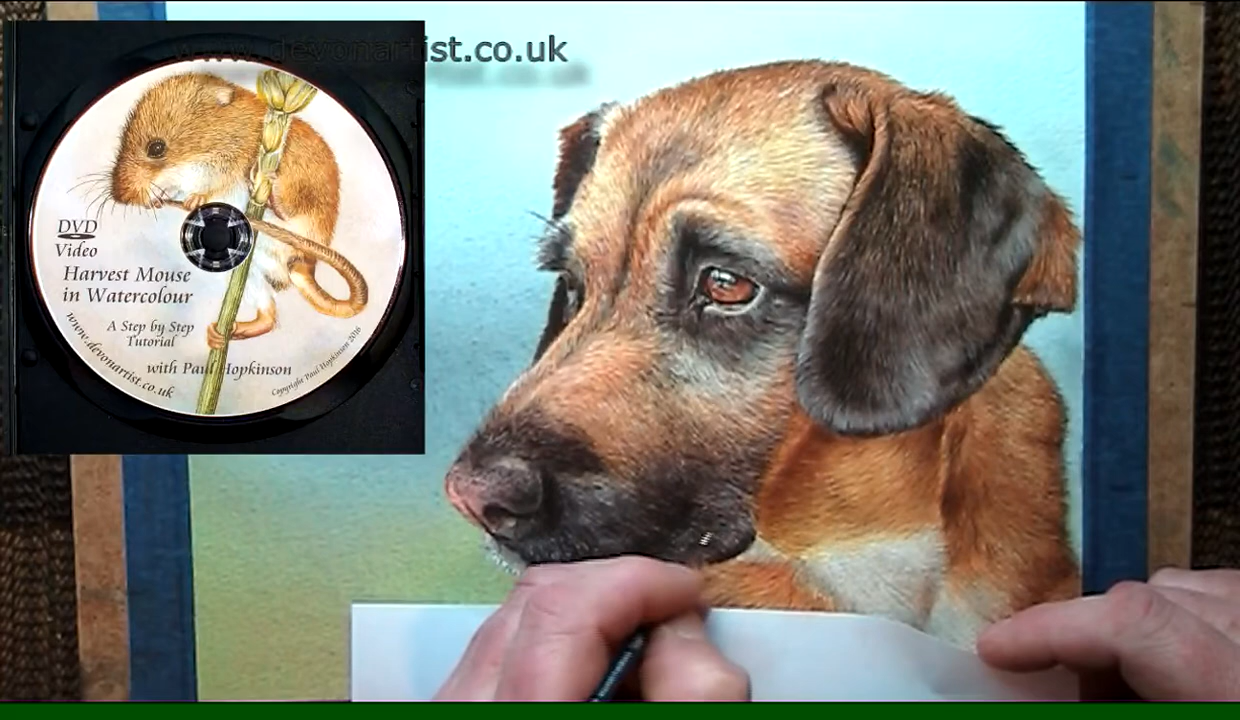 www.devonartist.co.uk
DVD
Video
Harvest Mouse
in Watercolour
A Step by Step
Tutorial
with Paul Hopkinson
www.devonartist.co.uk
Copyright Paul Hopkinson 2016